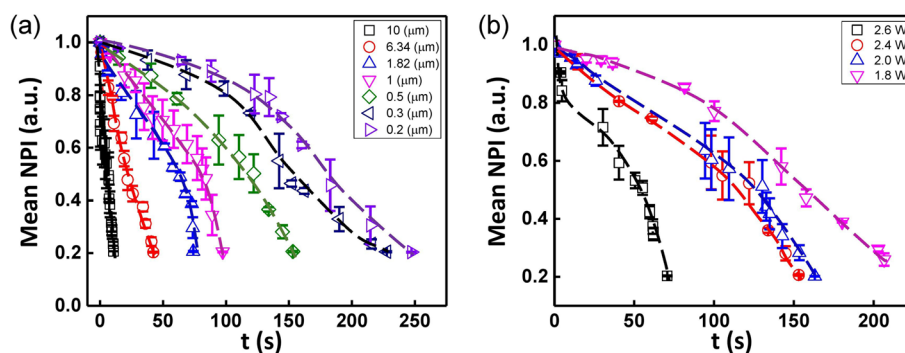 (a)
10 (μm)
6.34 (μm)
1.82 (μm)
1 (μm)
0.5 (μm)
0.3 (μm)
0.2 (μm)
Mean NPI (a.u.)
1.0
0.8
0.6
0.4
0.2
0.0
0 50 100 150 200 250
t (s)
(b)
2.6 W
2.4 W
2.0 W
1.8 W
Mean NPI (a.u.)
1.0
0.8
0.6
0.4
0.2
0 50 100 150 200
t (s)